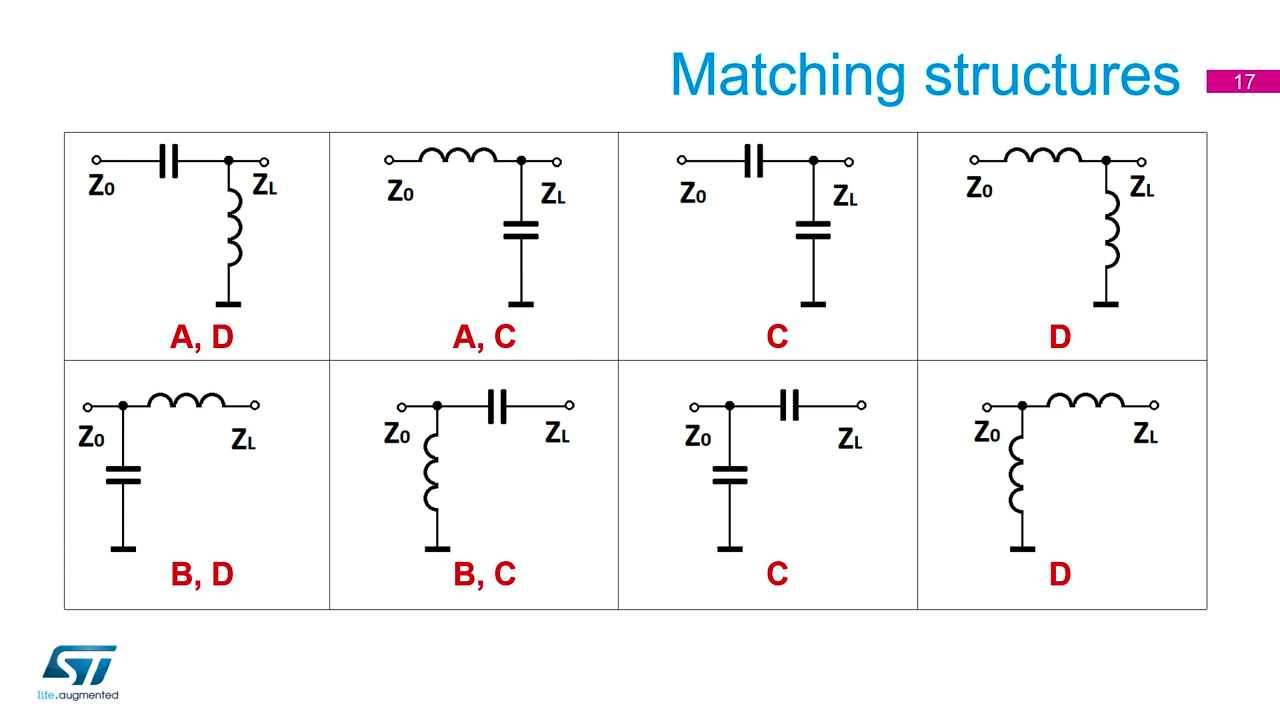 Matching structures
17
Z0 ZL
A, D
Z0 ZL
A, C
Z0 ZL
C
Z0 ZL
D
Z0 ZL
B, D
Z0 ZL
B, C
Z0 ZL
C
Z0 ZL
D
ST
life.augmented